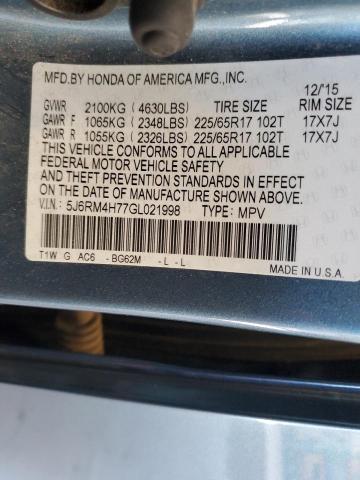 MFD.BY HONDA OF AMERICA MFG.,INC. 12/'15
GVWR 2100KG (4630LBS) TIRE SIZE RIM SIZE
GAWR F 1065KG (2348LBS) 225/65R17 102T 17X7J
GAWR R 1055KG (2326LBS) 225/65R17 102T 17X7J
THIS VEHICLE CONFORMS TO ALL APPLICABLE
FEDERAL MOTOR VEHICLE SAFETY
AND THEFT PREVENTION STANDARDS IN EFFECT
ON THE DATE OF MANUFACTURE SHOWN ABOVE.
V.I.N: 5J6RM4H77GL021998 TYPE: MPV
T1W G AC6 -BG62M -L -L
MADE IN U.S.A.